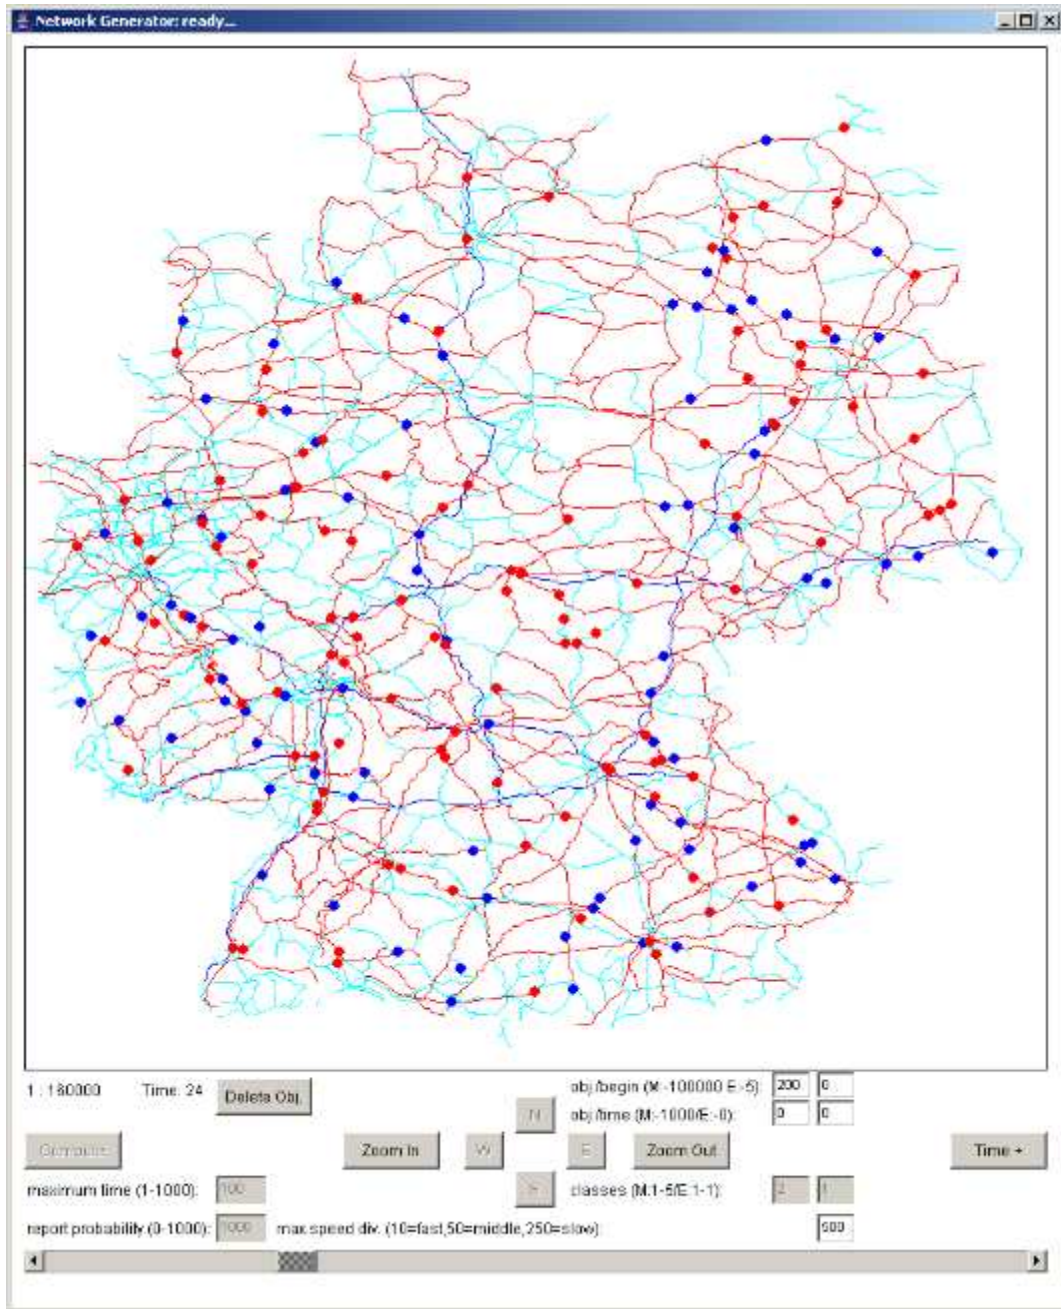 Network Generator: ready...
1 : 160000 Time: 24 Delete Obj.
obj./begin (M:-100000 E:-5): 200 0
N obj./time (M:-1000/E:-0): 0 0
Compute Zoom In W E Zoom Out Time +
maximum time (1-1000): 100 S classes (M:1-5/E:1-1): 2 1
report probability (0-1000): 1000 max.speed div. (10=fast,50=middle,250=slow): 500